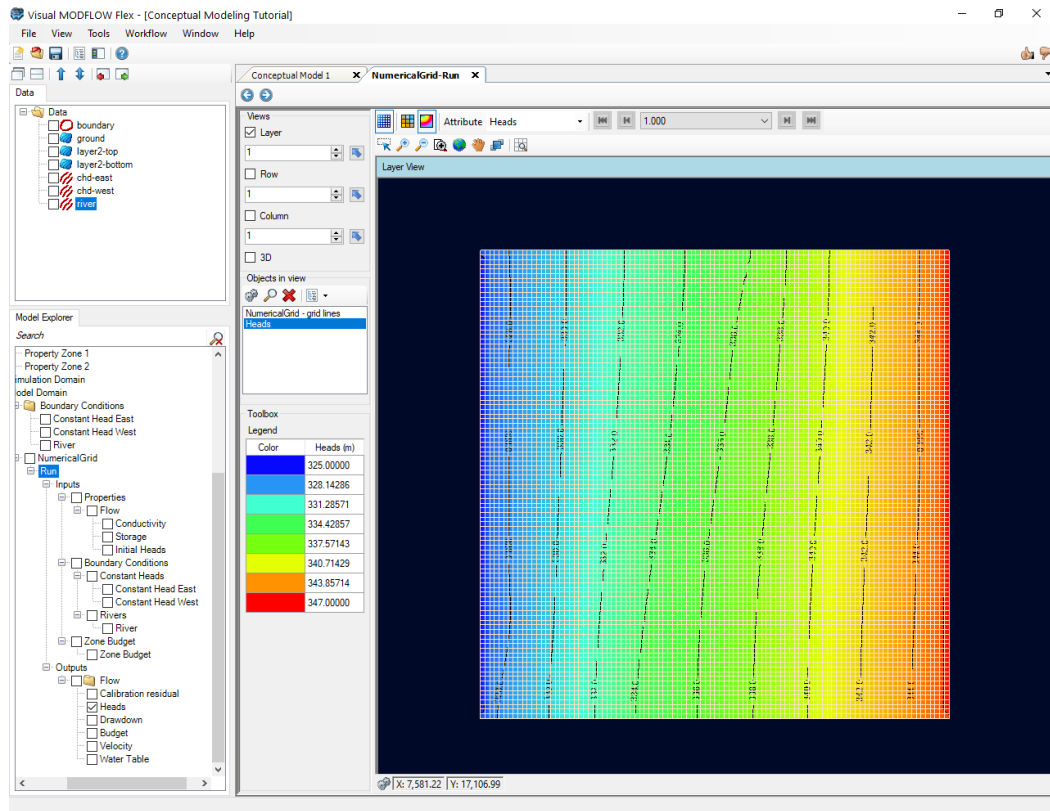 Visual MODFLOW Flex - [Conceptual Modeling Tutorial]
File View Tools Workflow Window Help
Data
Data
boundary
ground
layer2-top
layer2-bottom
chd-east
chd-west
river
Model Explorer
Search
Property Zone 1
Property Zone 2
imulation Domain
odel Domain
Boundary Conditions
Constant Head East
Constant Head West
River
NumericalGrid
Run
Inputs
Properties
Flow
Conductivity
Storage
Initial Heads
Boundary Conditions
Constant Heads
Constant Head East
Constant Head West
Rivers
River
Zone Budget
Zone Budget
Outputs
Flow
Calibration residual
Heads
Drawdown
Budget
Velocity
Water Table
Conceptual Model 1
NumericalGrid-Run
Views
Layer
1
Row
1
Column
1
3D
Objects in view
NumericalGrid - grid lines
Heads
Toolbox
Legend
Color Heads (m)
325.00000
328.14286
331.28571
334.42857
337.57143
340.71429
343.85714
347.00000
Attribute Heads 1.000
Layer View
X: 7,581.22 Y: 17,106.99